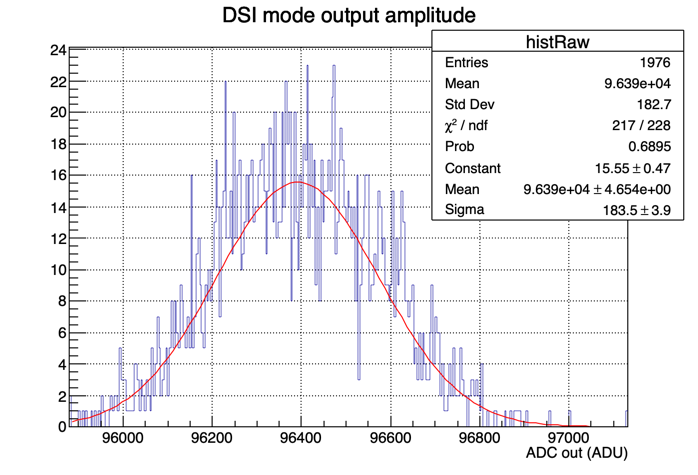 DSI mode output amplitude
histRaw
Entries 1976
Mean 9.639e+04
Std Dev 182.7
χ² / ndf 217 / 228
Prob 0.6895
Constant 15.55 ± 0.47
Mean 9.639e+04 ± 4.654e+00
Sigma 183.5 ± 3.9
24
22
20
18
16
14
12
10
8
6
4
2
0
96000 96200 96400 96600 96800 97000
ADC out (ADU)